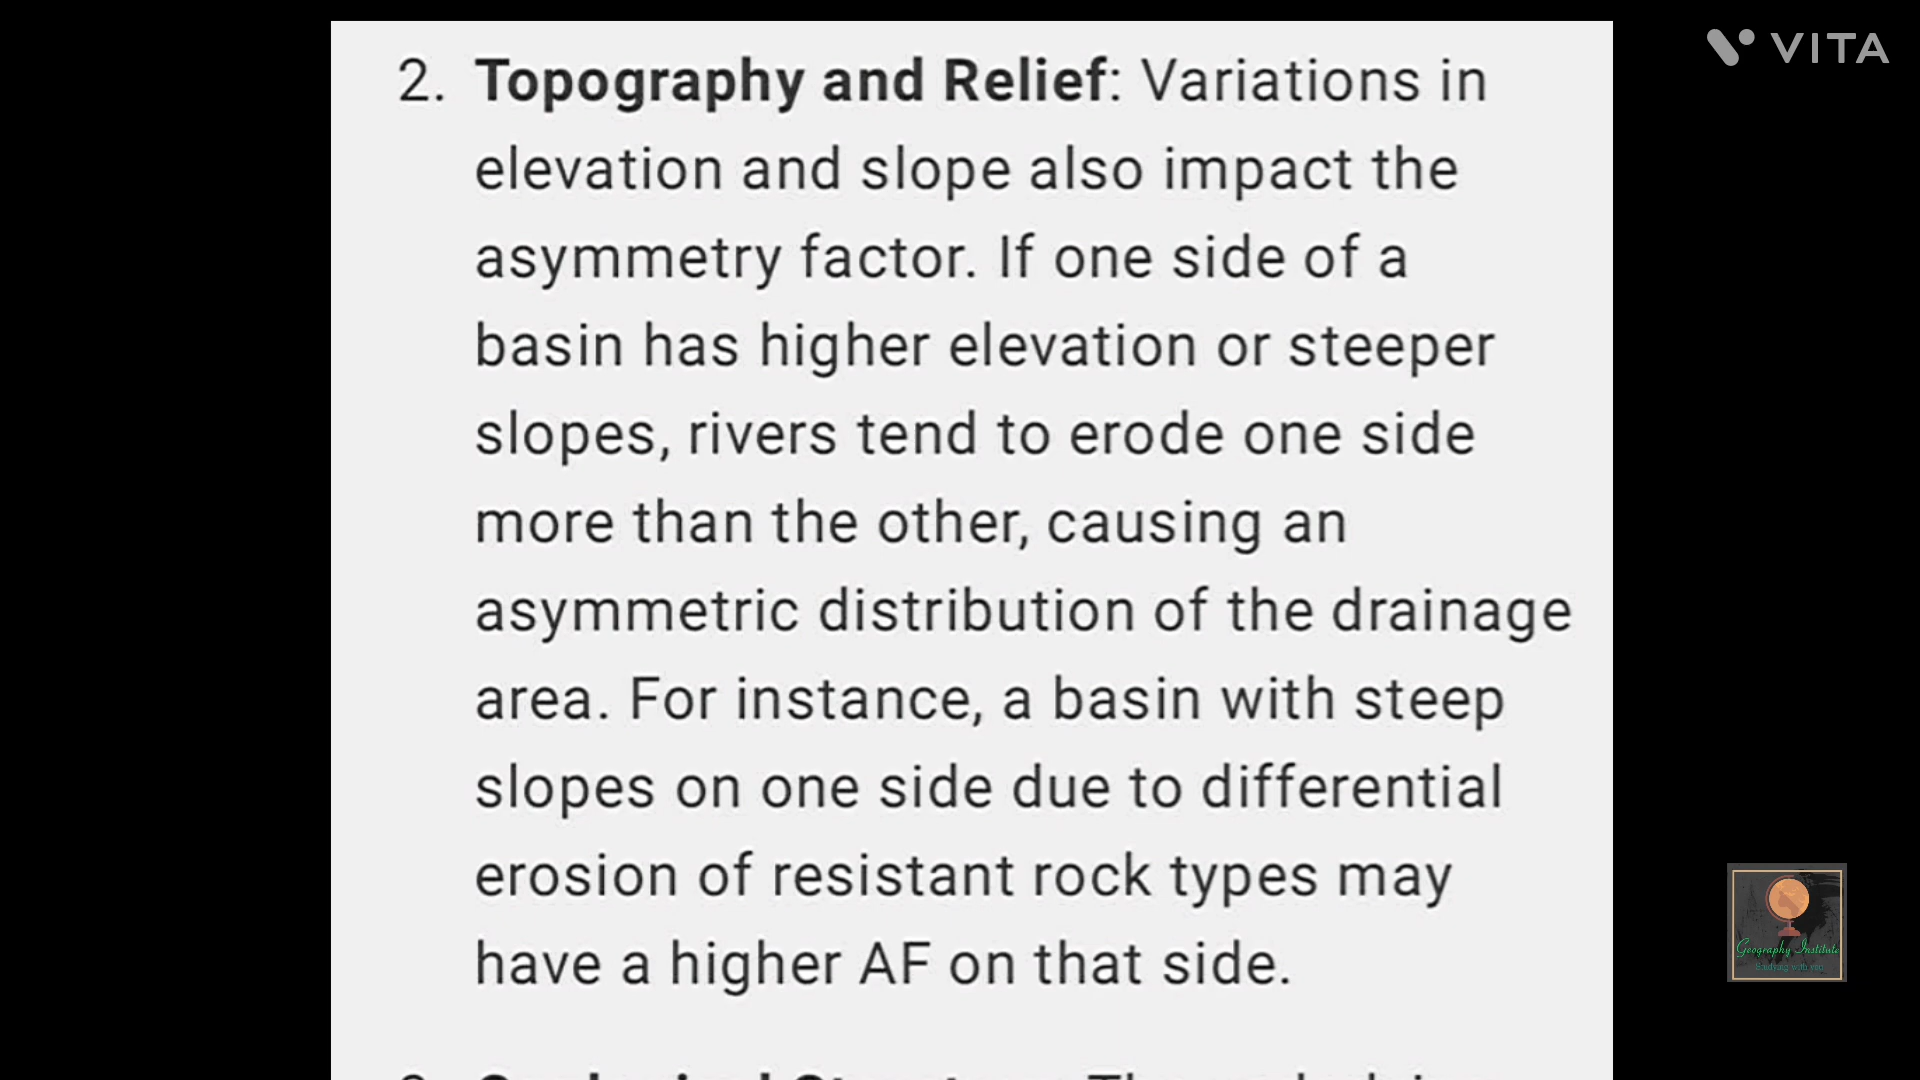 VITA
2. Topography and Relief: Variations in
elevation and slope also impact the
asymmetry factor. If one side of a
basin has higher elevation or steeper
slopes, rivers tend to erode one side
more than the other, causing an
asymmetric distribution of the drainage
area. For instance, a basin with steep
slopes on one side due to differential
erosion of resistant rock types may
have a higher AF on that side.
Geography Institute
Studying with you